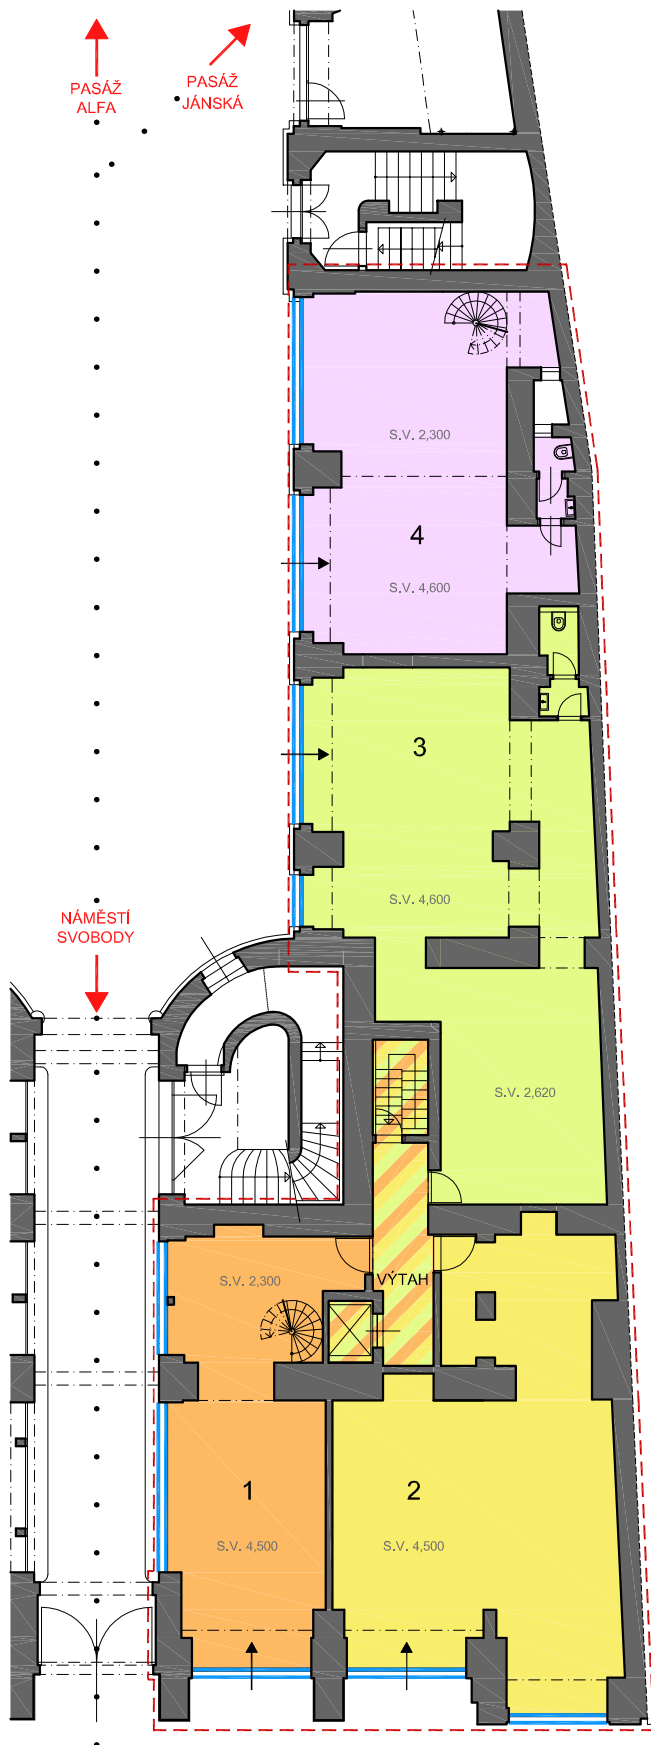 PASÁŽ
ALFA
PASÁŽ
JÁNSKÁ
S.V. 2,300
4
S.V. 4,600
3
S.V. 4,600
NÁMĚSTÍ
SVOBODY
S.V. 2,620
S.V. 2,300
VÝTAH
1
2
S.V. 4,500
S.V. 4,500